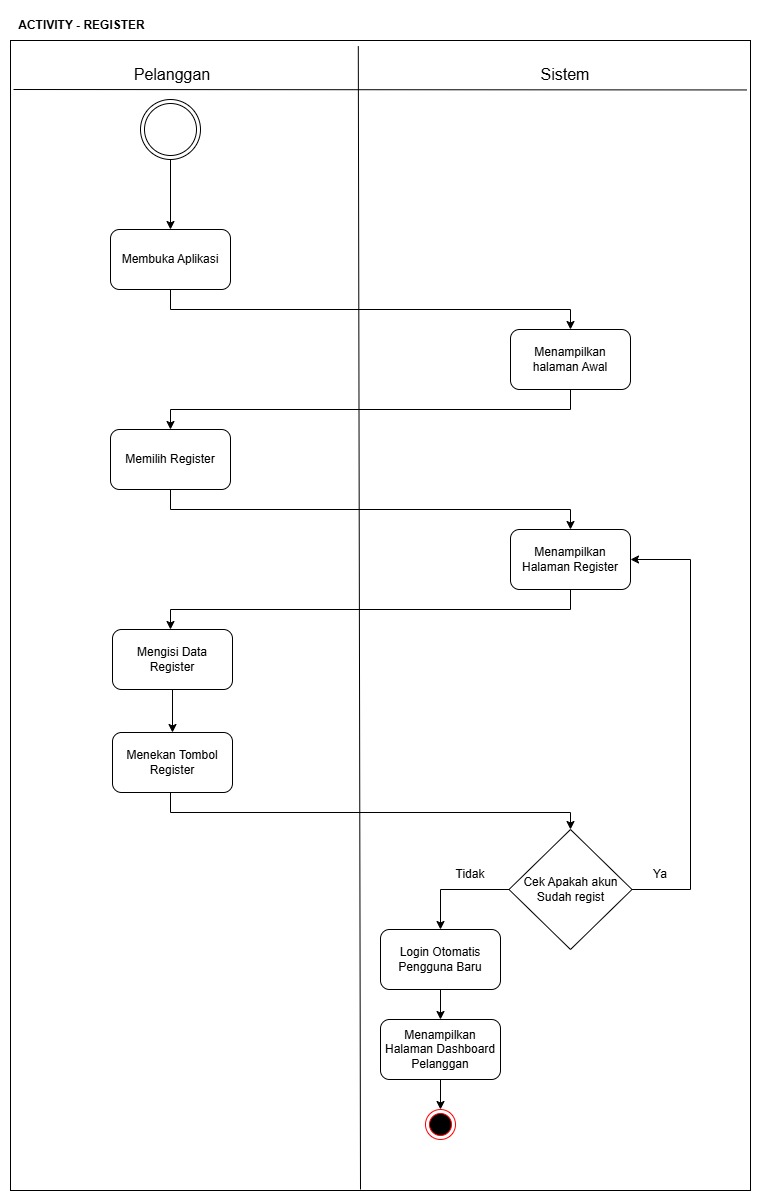 ACTIVITY - REGISTER
Pelanggan
Sistem
Membuka Aplikasi
Menampilkan
halaman Awal
Memilih Register
Menampilkan
Halaman Register
Mengisi Data
Register
Menekan Tombol
Register
Tidak
Cek Apakah akun
Sudah regist
Ya
Login Otomatis
Pengguna Baru
Menampilkan
Halaman Dashboard
Pelanggan